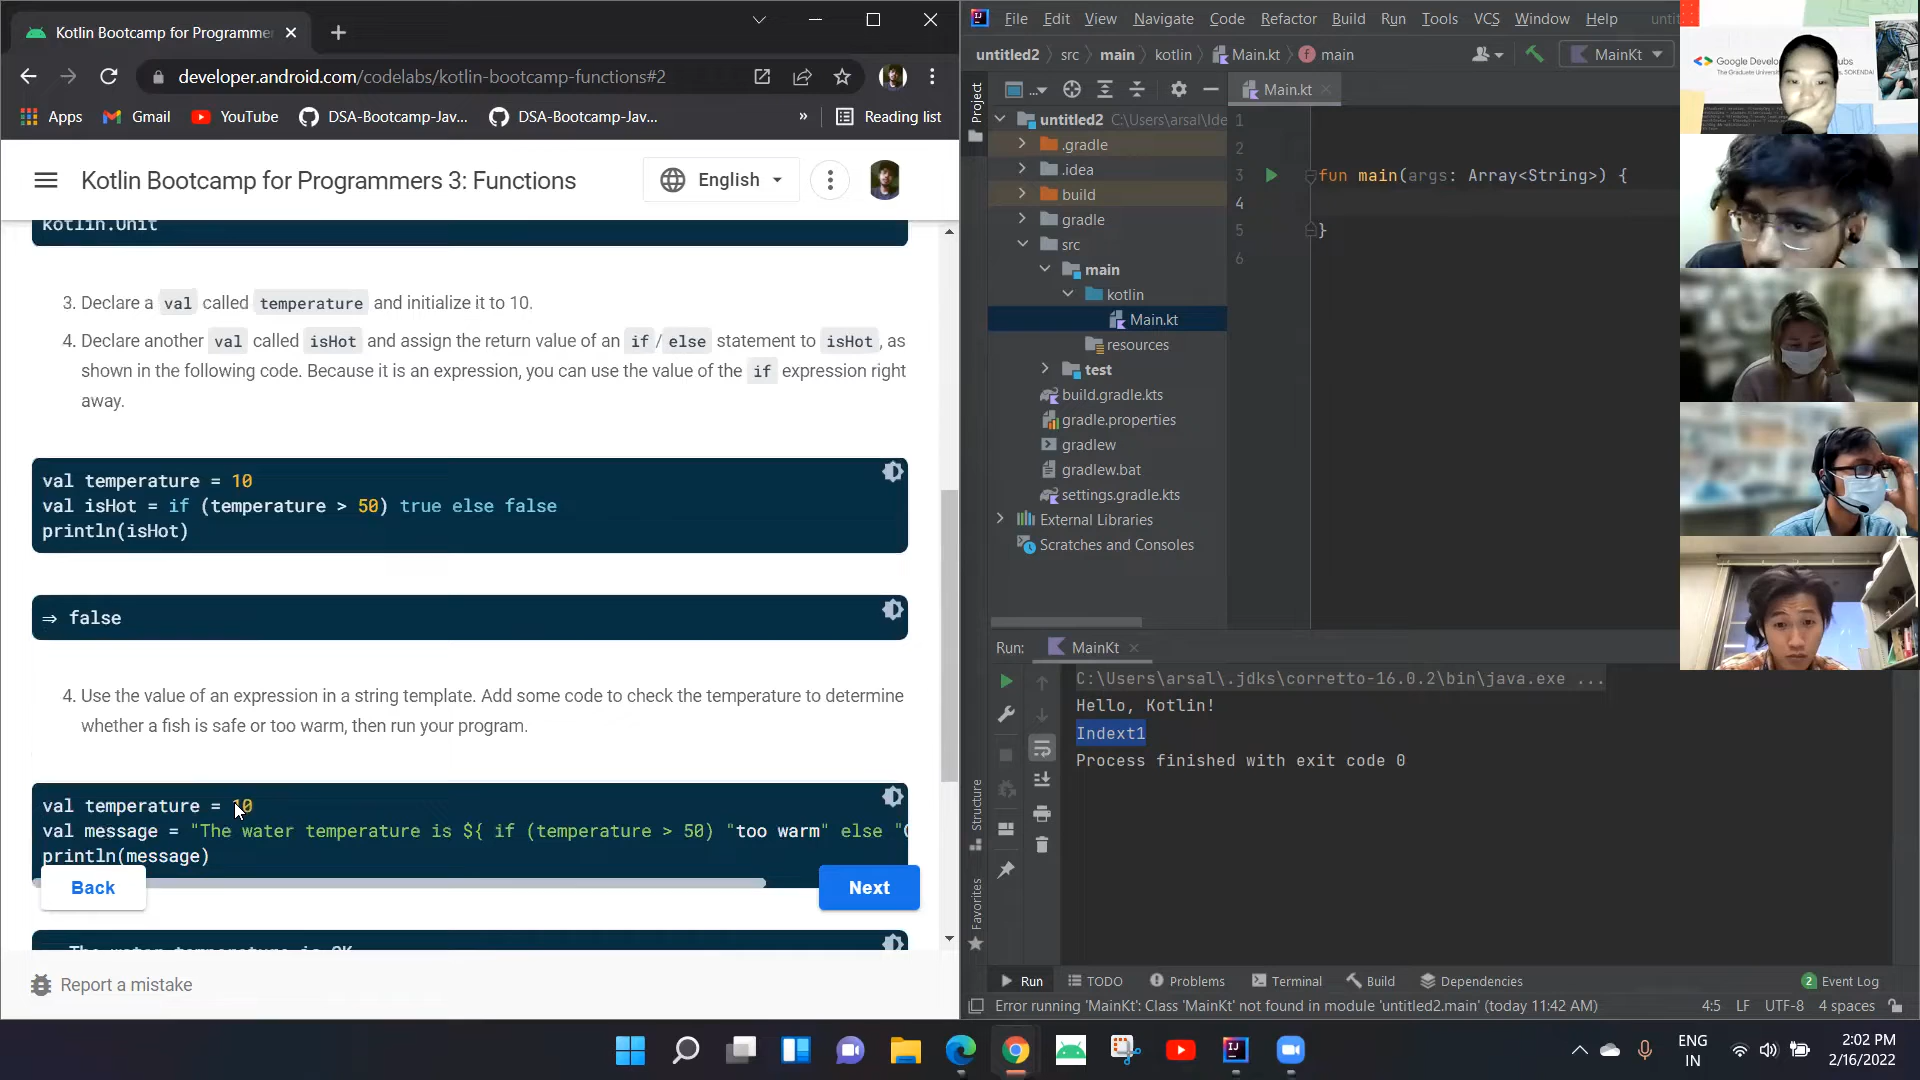 Kotlin Bootcamp for Programme
developer.android.com/codelabs/kotlin-bootcamp-functions#2
Apps
Gmail
YouTube
DSA-Bootcamp-Jav...
DSA-Bootcamp-Jav...
»
Reading list
Kotlin Bootcamp for Programmers 3: Functions
English
kotlin.Unit
3. Declare a val called temperature and initialize it to 10.
4. Declare another val called isHot and assign the return value of an if/else statement to isHot, as
shown in the following code. Because it is an expression, you can use the value of the if expression right
away.
val temperature = 10
val isHot = if (temperature > 50) true else false
println(isHot)
⇒ false
4. Use the value of an expression in a string template. Add some code to check the temperature to determine
whether a fish is safe or too warm, then run your program.
val temperature = 10
val message = "The water temperature is ${ if (temperature > 50) "too warm" else "
println(message)
Back
Next
The water temperature is OK
Report a mistake
File Edit View Navigate Code Refactor Build Run Tools VCS Window Help
untitled2 src main kotlin Main.kt main
MainKt
Project
Main.kt
untitled2 C:\Users\arsal\Ide
.gradle
.idea
build
gradle
src
main
kotlin
Main.kt
resources
test
build.gradle.kts
gradle.properties
gradlew
gradlew.bat
settings.gradle.kts
External Libraries
Scratches and Consoles
1
2
3 fun main(args: Array<String>) {
4
5 }
6
Run: MainKt
C:\Users\arsal\.jdks\corretto-16.0.2\bin\java.exe ...
Hello, Kotlin!
Indext1
Process finished with exit code 0
Structure
Favorites
Run TODO Problems Terminal Build Dependencies
2 Event Log
Error running 'MainKt': Class 'MainKt' not found in module 'untitled2.main' (today 11:42 AM)
4:5 LF UTF-8 4 spaces
ENG
IN
2:02 PM
2/16/2022
Google Develo
The Graduate Univers
SOKENDAI